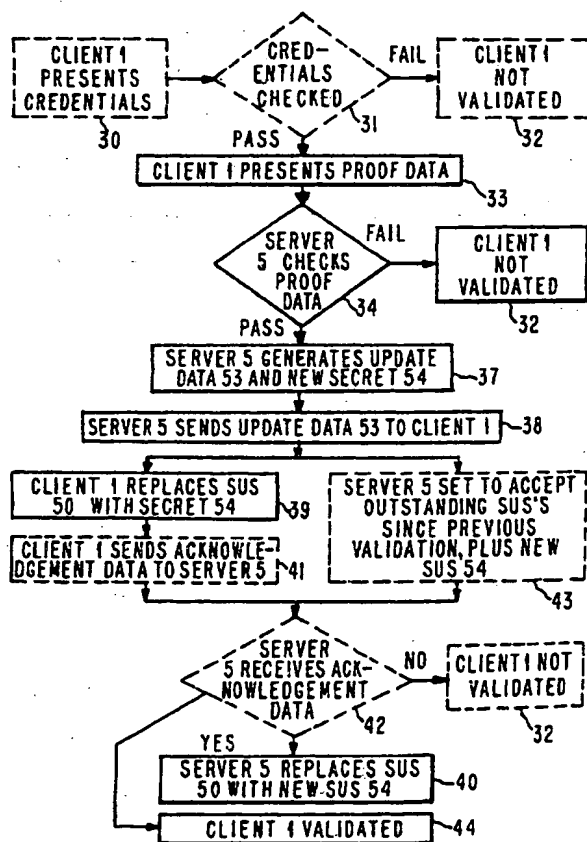 CLIENT 1
PRESENTS
CREDENTIALS
30
CRED-
ENTIALS
CHECKED
31
FAIL
CLIENT 1
NOT
VALIDATED
32
PASS
CLIENT 1 PRESENTS PROOF DATA
33
SERVER
5 CHECKS
PROOF
DATA
34
FAIL
CLIENT 1
NOT
VALIDATED
32
PASS
SERVER 5 GENERATES UPDATE
DATA 53 AND NEW SECRET 54
37
SERVER 5 SENDS UPDATE DATA 53 TO CLIENT 1
38
CLIENT 1 REPLACES SUS
50 WITH SECRET 54
39
CLIENT 1 SENDS ACKNOWLE-
DGEMENT DATA TO SERVER 5
41
SERVER 5 SET TO ACCEPT
OUTSTANDING SUS'S
SINCE PREVIOUS
VALIDATION, PLUS NEW
SUS 54
43
SERVER
5 RECEIVES ACK-
NOWLEDGEMENT
DATA
42
NO
CLIENT 1 NOT
VALIDATED
32
YES
SERVER 5 REPLACES SUS
50 WITH NEW SUS 54
40
CLIENT 1 VALIDATED
44